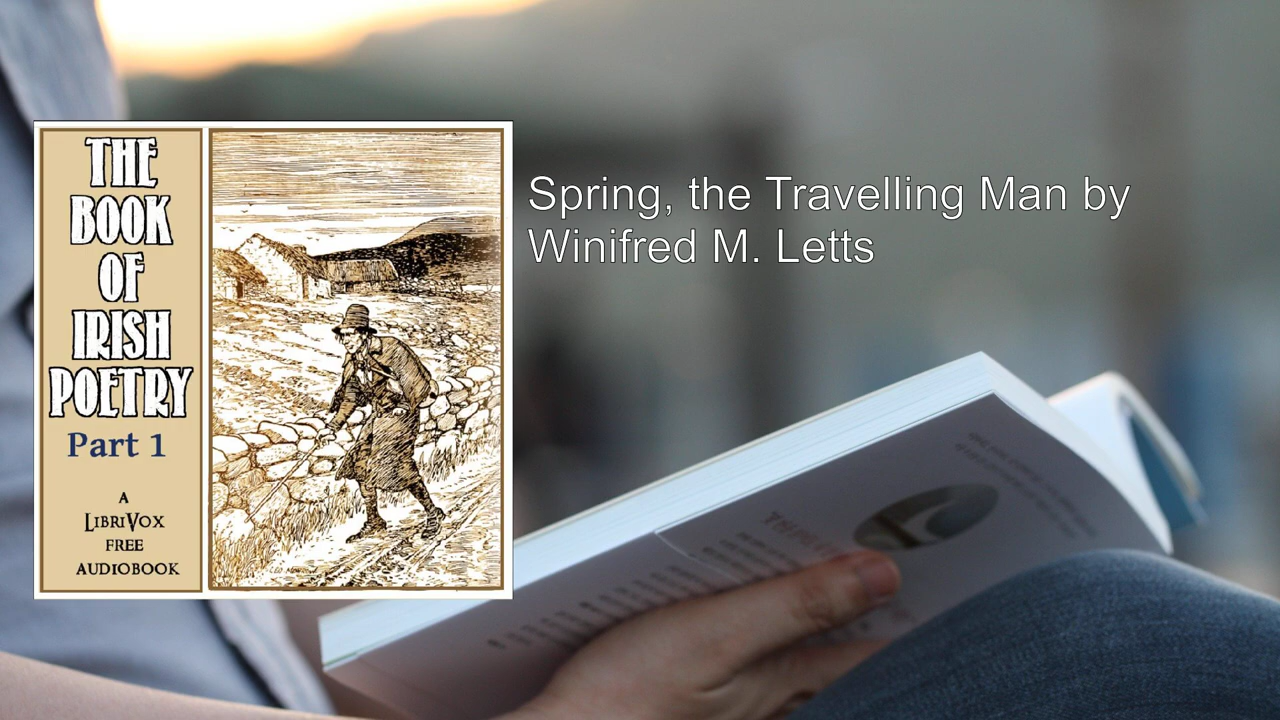 THE
BOOK
OF
IRISH
POETRY
Part 1
A
LIBRIVOX
FREE
AUDIOBOOK
Spring, the Travelling Man by
Winifred M. Letts